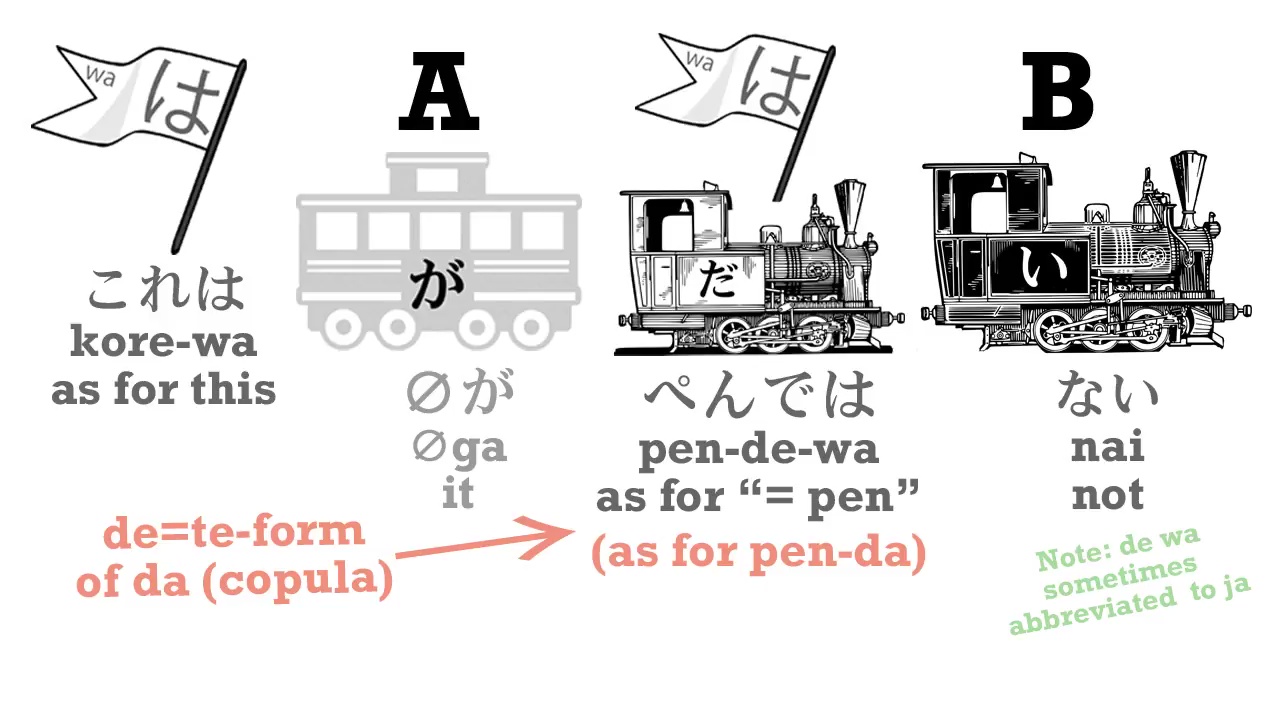 wa は
A
wa は
B
が
だ
い
これは
kore-wa
as for this
∅が
∅ga
it
ぺんでは
pen-de-wa
as for “= pen”
(as for pen-da)
ない
nai
not
de=te-form
of da (copula)
Note: de wa
sometimes
abbreviated to ja